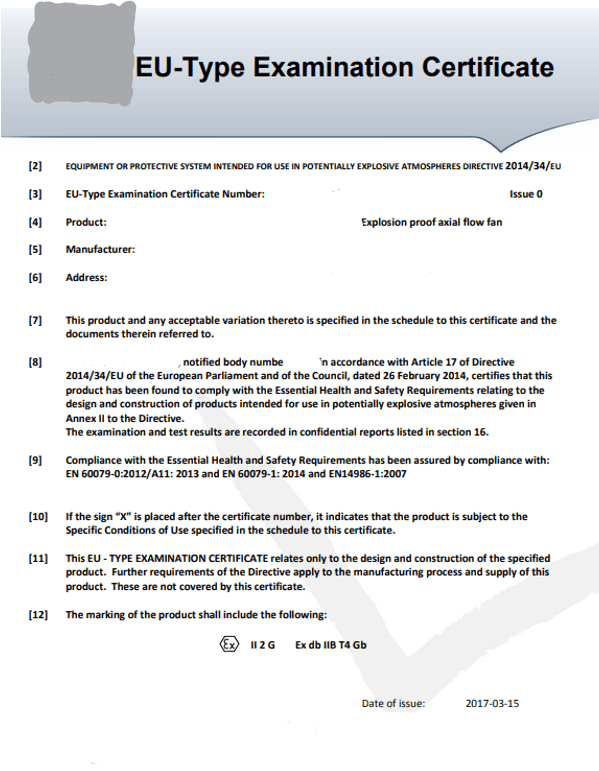 EU-Type Examination Certificate
[2] EQUIPMENT OR PROTECTIVE SYSTEM INTENDED FOR USE IN POTENTIALLY EXPLOSIVE ATMOSPHERES DIRECTIVE 2014/34/EU
[3] EU-Type Examination Certificate Number: Issue 0
[4] Product: Explosion proof axial flow fan
[5] Manufacturer:
[6] Address:
[7] This product and any acceptable variation thereto is specified in the schedule to this certificate and the
documents therein referred to.
[8] , notified body numbe in accordance with Article 17 of Directive
2014/34/EU of the European Parliament and of the Council, dated 26 February 2014, certifies that this
product has been found to comply with the Essential Health and Safety Requirements relating to the
design and construction of products intended for use in potentially explosive atmospheres given in
Annex II to the Directive.
The examination and test results are recorded in confidential reports listed in section 16.
[9] Compliance with the Essential Health and Safety Requirements has been assured by compliance with:
EN 60079-0:2012/A11: 2013 and EN 60079-1: 2014 and EN14986-1:2007
[10] If the sign “X” is placed after the certificate number, it indicates that the product is subject to the
Specific Conditions of Use specified in the schedule to this certificate.
[11] This EU - TYPE EXAMINATION CERTIFICATE relates only to the design and construction of the specified
product. Further requirements of the Directive apply to the manufacturing process and supply of this
product. These are not covered by this certificate.
[12] The marking of the product shall include the following:
Ex II 2 G Ex db IIB T4 Gb
Date of issue: 2017-03-15